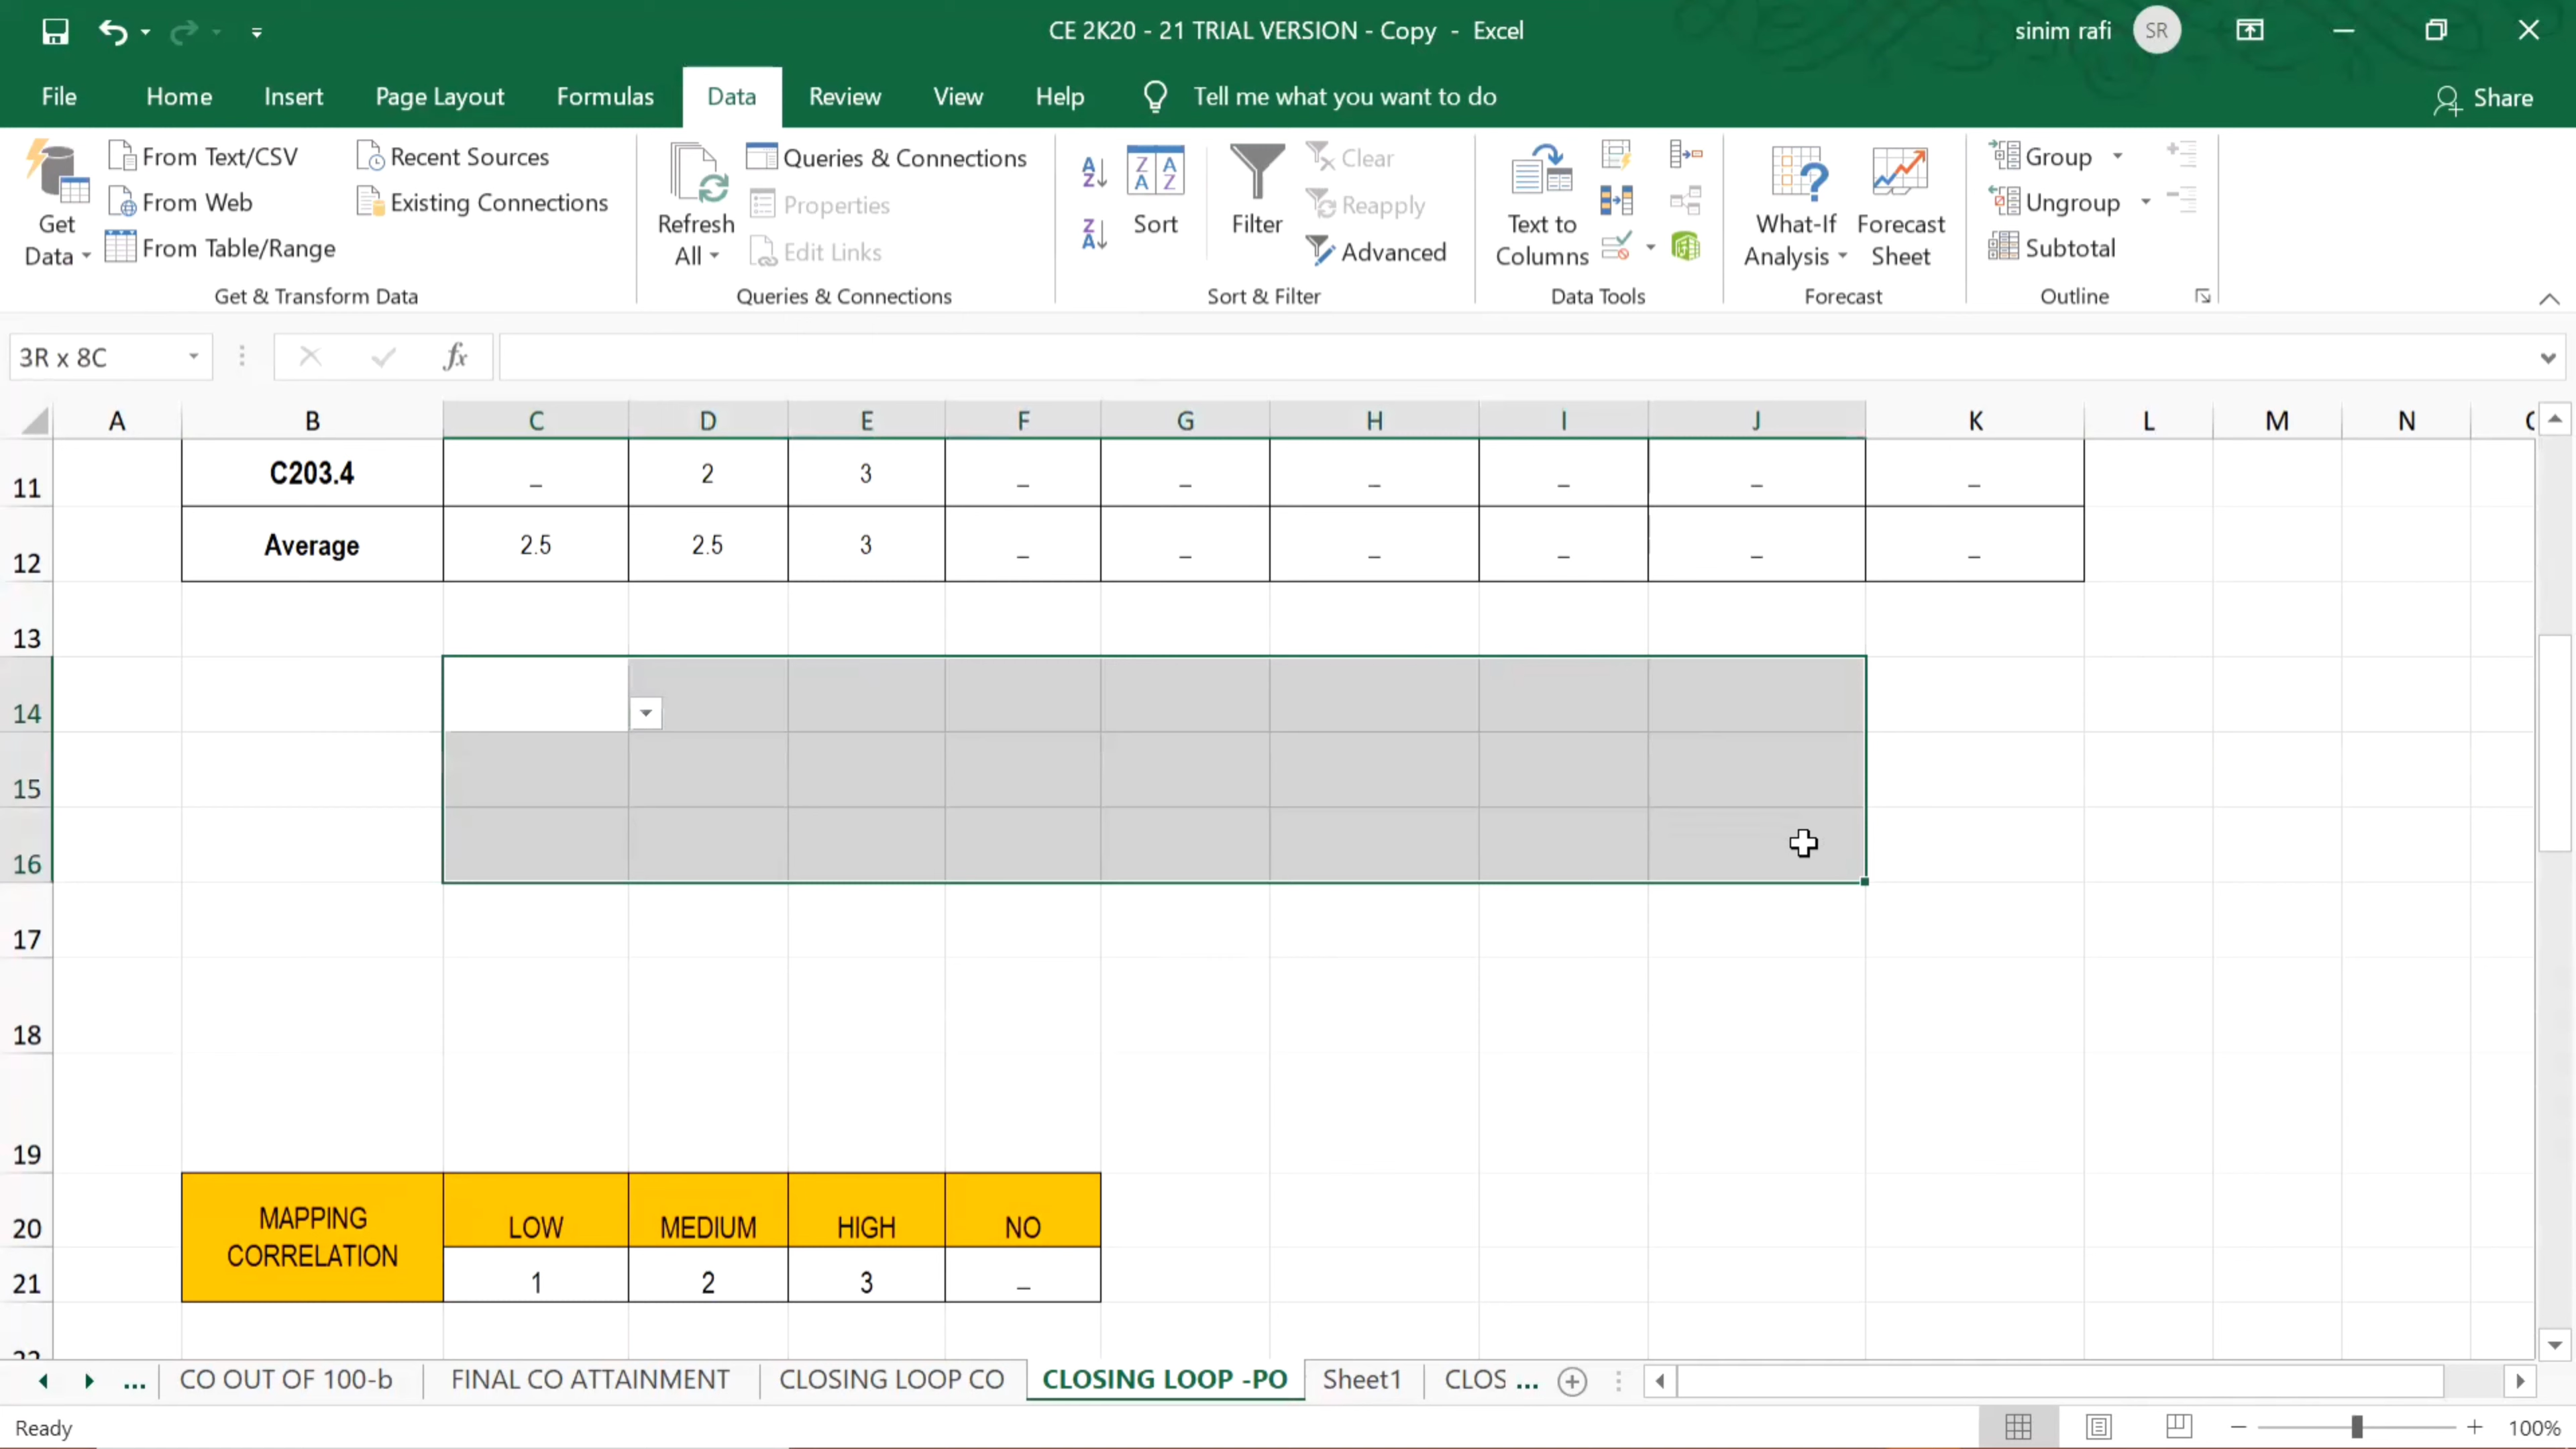 CE 2K20 - 21 TRIAL VERSION - Copy - Excel
sinim rafi SR
File Home Insert Page Layout Formulas Data Review View Help Tell me what you want to do Share
Get Data
From Text/CSV
From Web
From Table/Range
Recent Sources
Existing Connections
Get & Transform Data
Refresh All
Queries & Connections
Properties
Edit Links
Queries & Connections
Sort
Filter
Clear
Reapply
Advanced
Sort & Filter
Text to Columns
Data Tools
What-If Analysis
Forecast Sheet
Forecast
Group
Ungroup
Subtotal
Outline
3R x 8C fx
A B C D E F G H I J K L M N
11 C203.4 _ 2 3 _ _ _ _ _ _
12 Average 2.5 2.5 3 _ _ _ _ _ _
13
14
15
16
17
18
19
20 MAPPING CORRELATION LOW MEDIUM HIGH NO
21 1 2 3 _
... CO OUT OF 100-b FINAL CO ATTAINMENT CLOSING LOOP CO CLOSING LOOP -PO Sheet1 CLOS ...
Ready 100%